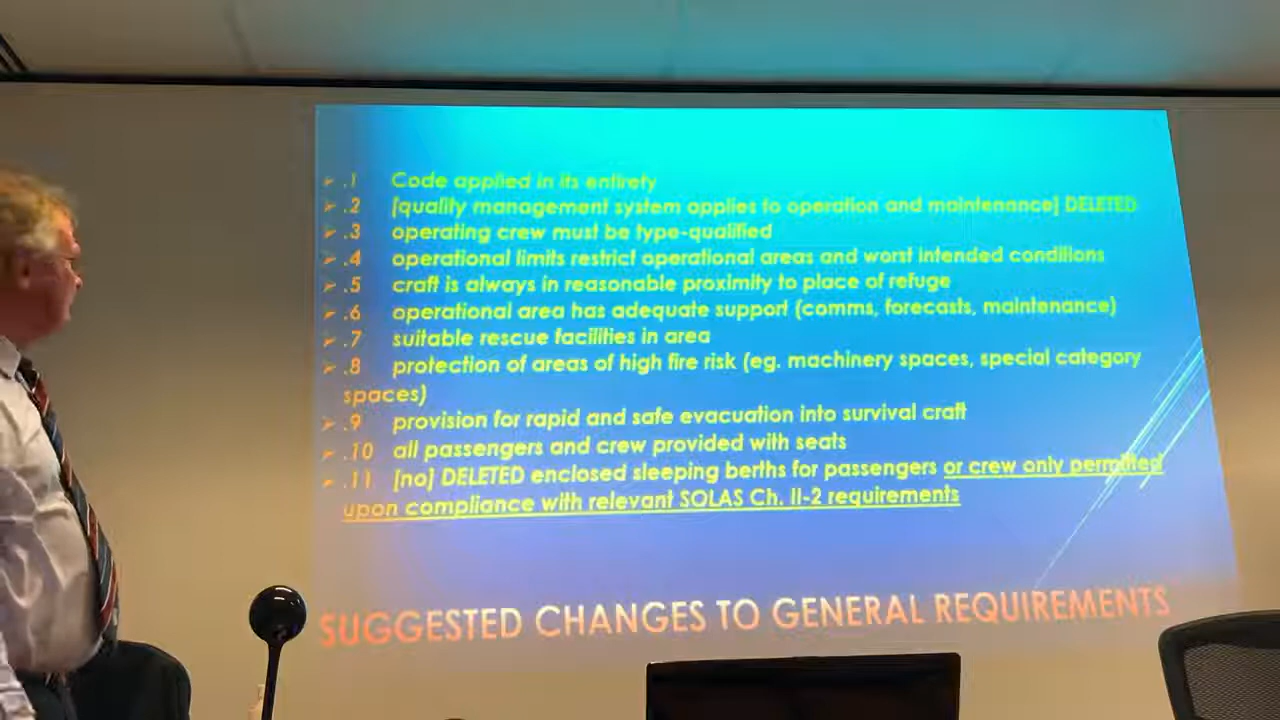 .1 Code applied in its entirety
.2 [quality management system applies to operation and maintenance] DELETED
.3 operating crew must be type-qualified
.4 operational limits restrict operational areas and worst intended conditions
.5 craft is always in reasonable proximity to place of refuge
.6 operational area has adequate support (comms, forecasts, maintenance)
.7 suitable rescue facilities in area
.8 protection of areas of high fire risk (eg. machinery spaces, special category
spaces)
.9 provision for rapid and safe evacuation into survival craft
.10 all passengers and crew provided with seats
.11 [no] DELETED enclosed sleeping berths for passengers or crew only permitted
upon compliance with relevant SOLAS Ch. II-2 requirements
SUGGESTED CHANGES TO GENERAL REQUIREMENTS